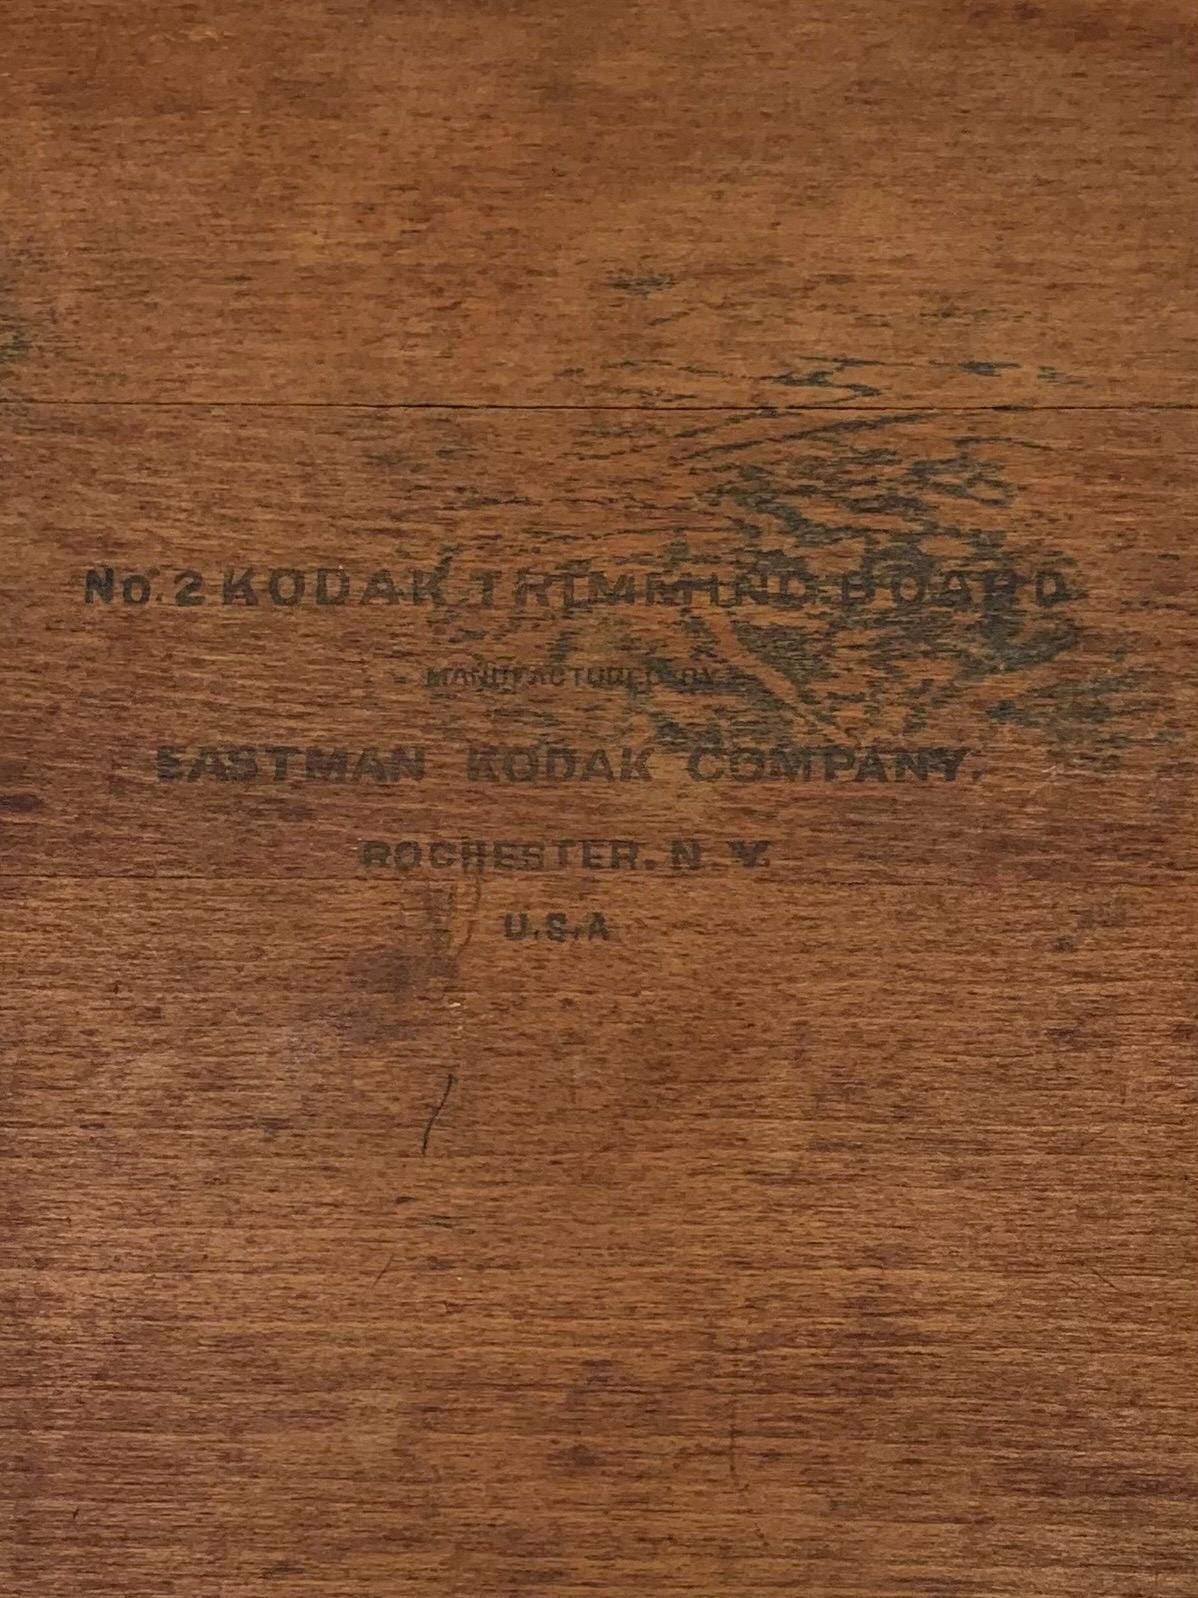 No. 2 KODAK TRIMMING BOARD
MANUFACTURED BY
EASTMAN KODAK COMPANY,
ROCHESTER, N. Y.
U.S.A